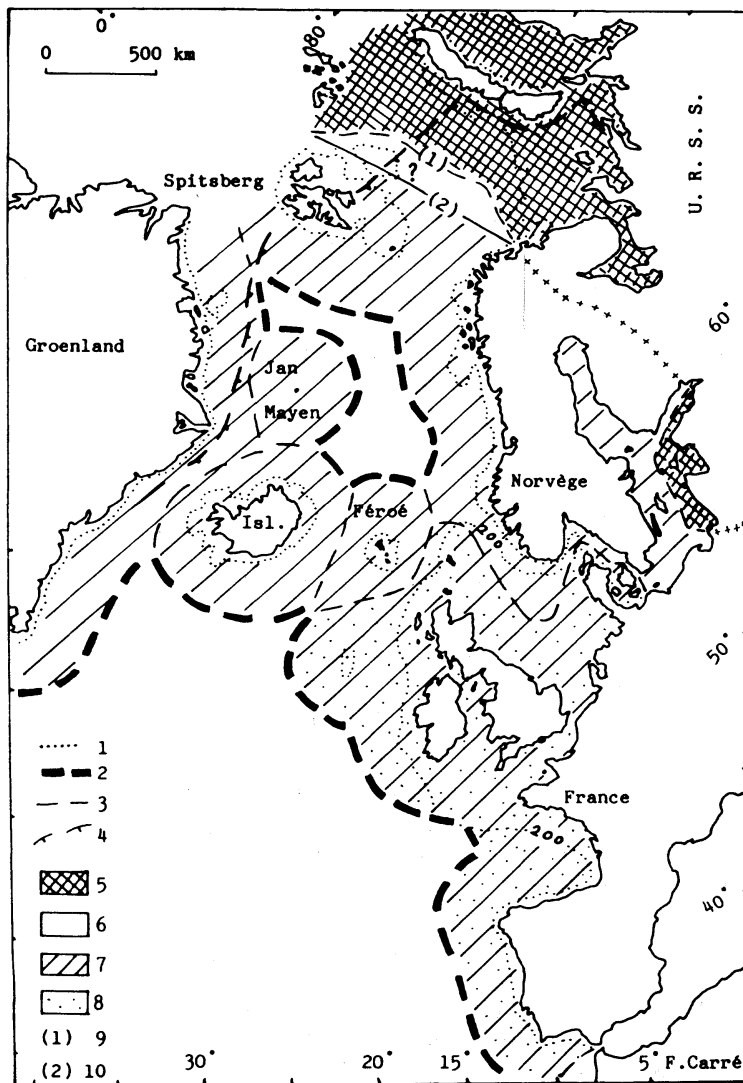 0°
0 500 km
80°
U.R.S.S.
Spitsberg
(1)
?
(2)
60°
Groenland
Jan
Mayen
Norvège
Isl.
Féroé
200
50°
1
2
3
4
France
200
5
40°
6
7
8
(1) 9
(2) 10
30° 20° 15° 5° F.Carré